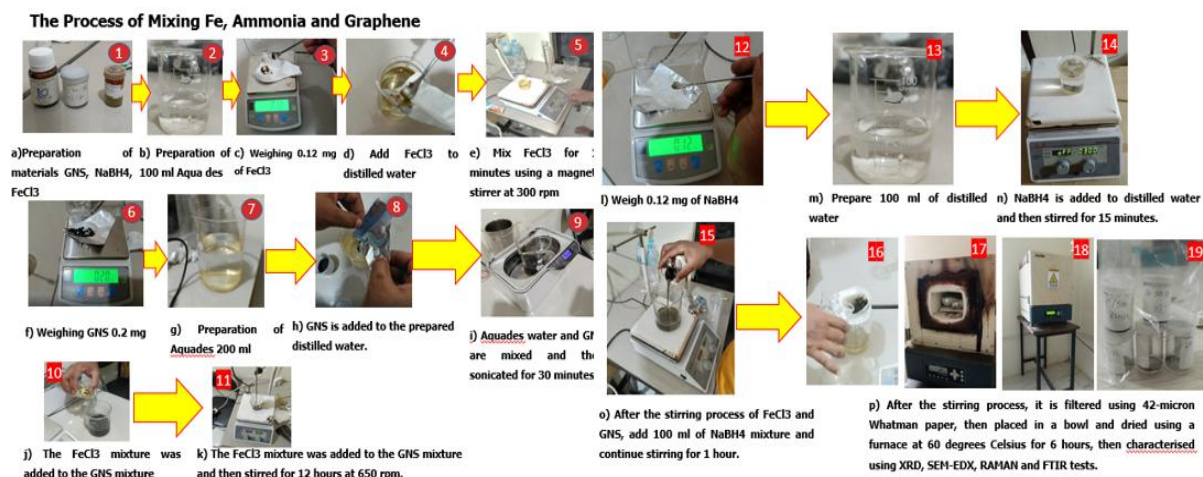 The Process of Mixing Fe, Ammonia and Graphene
1
2
3
4
5
12
13
14
a)Preparation of
materials GNS, NaBH4,
FeCl3
b) Preparation of
100 ml Aqua des
c) Weighing 0.12 mg
of FeCl3
d) Add FeCl3 to
distilled water
e) Mix FeCl3 for
minutes using a magnet
stirrer at 300 rpm
l) Weigh 0.12 mg of NaBH4
m) Prepare 100 ml of distilled
water
n) NaBH4 is added to distilled water
and then stirred for 15 minutes.
6
7
8
9
15
16
17
18
19
f) Weighing GNS 0.2 mg
g) Preparation of
Aquades 200 ml
h) GNS is added to the prepared
distilled water.
i) Aquades water and GN
are mixed and the
sonicated for 30 minutes
10
11
j) The FeCl3 mixture was
added to the GNS mixture
k) The FeCl3 mixture was added to the GNS mixture
and then stirred for 12 hours at 650 rpm.
o) After the stirring process of FeCl3 and
GNS, add 100 ml of NaBH4 mixture and
continue stirring for 1 hour.
p) After the stirring process, it is filtered using 42-micron
Whatman paper, then placed in a bowl and dried using a
furnace at 60 degrees Celsius for 6 hours, then characterised
using XRD, SEM-EDX, RAMAN and FTIR tests.